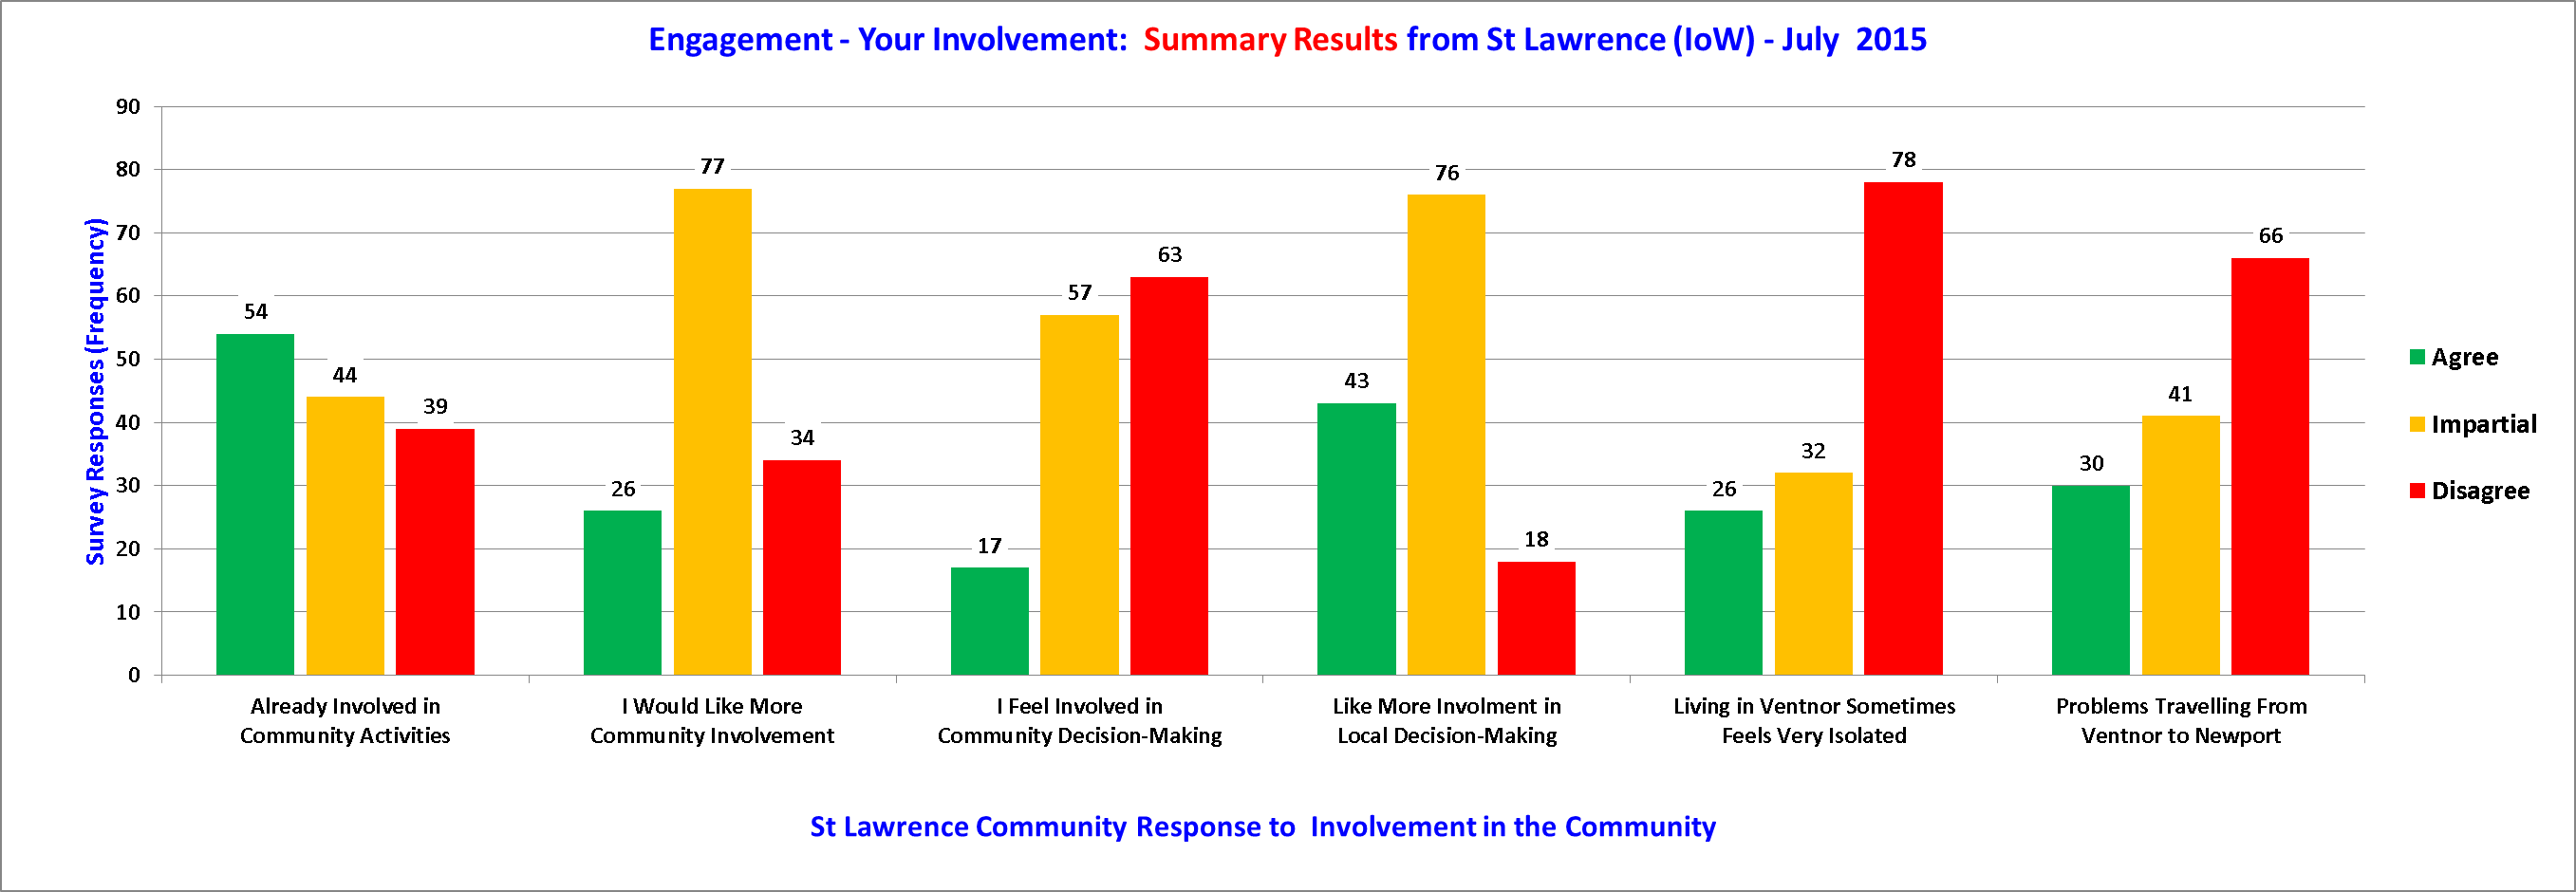 Engagement - Your Involvement: Summary Results from St Lawrence (IoW) - July 2015
Survey Responses (Frequency)
90
80
70
60
50
40
30
20
10
0
54
44
39
26
77
34
17
57
63
43
76
18
26
32
78
30
41
66
Already Involved in
Community Activities
I Would Like More
Community Involvement
I Feel Involved in
Community Decision-Making
Like More Involment in
Local Decision-Making
Living in Ventnor Sometimes
Feels Very Isolated
Problems Travelling From
Ventnor to Newport
Agree
Impartial
Disagree
St Lawrence Community Response to Involvement in the Community